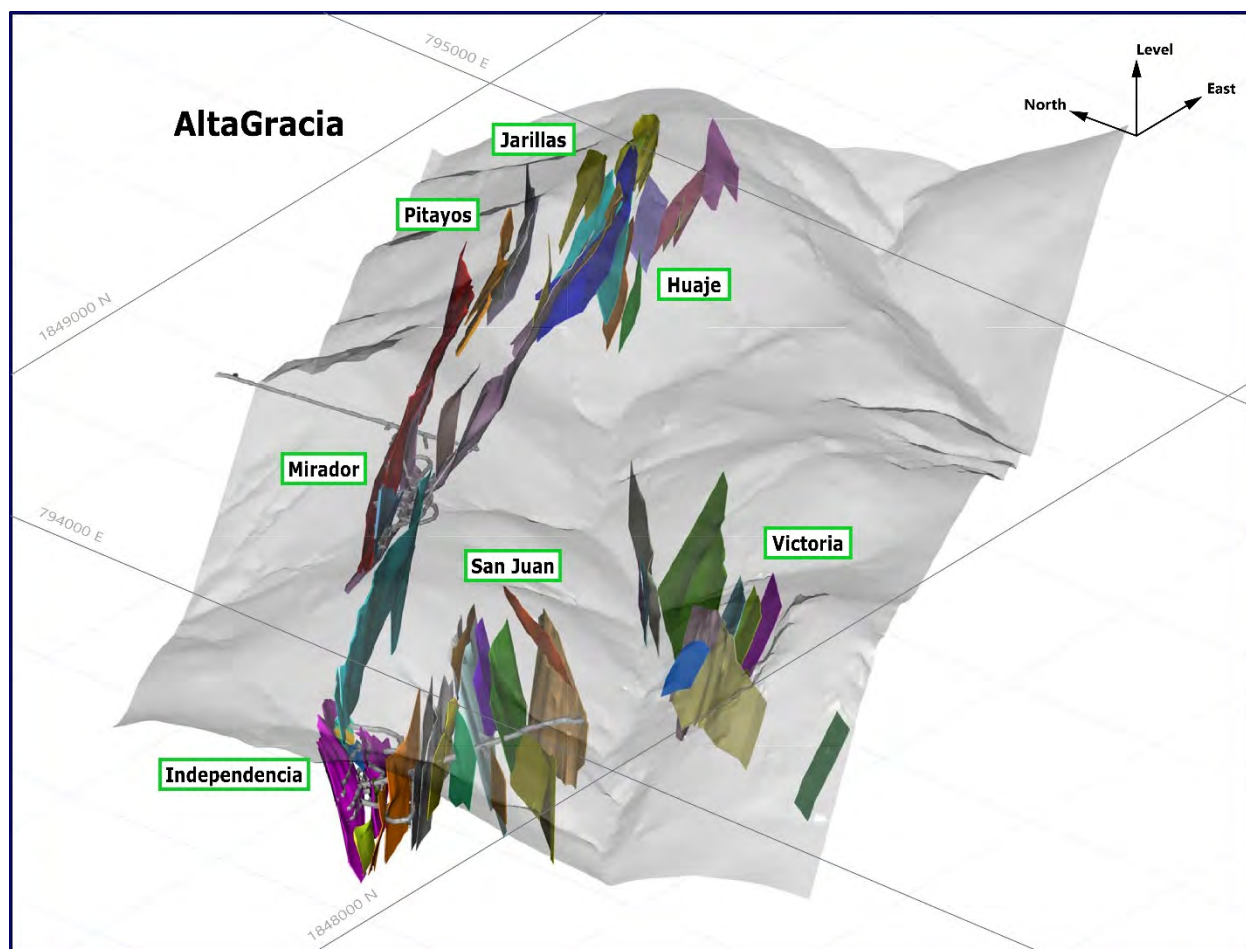 795000 E
Level
East
North
AltaGracia
Jarillas
Pitayos
Huaje
1849000 N
Mirador
794000 E
San Juan
Victoria
Independencia
1848000 N